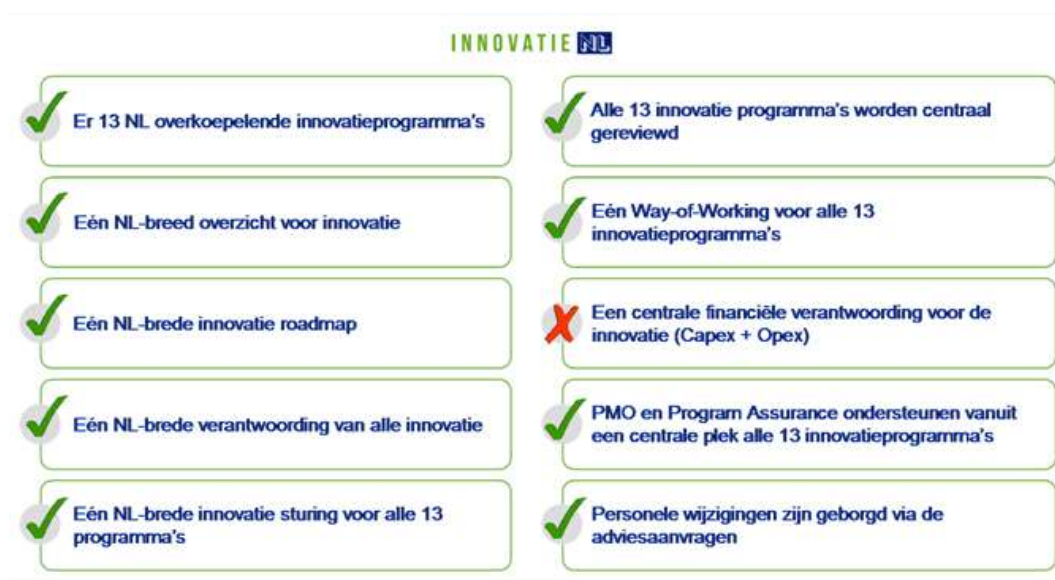 INNOVATIE NL
Er 13 NL overkoepelende innovatieprogramma's
Eén NL-breed overzicht voor innovatie
Eén NL-brede innovatie roadmap
Eén NL-brede verantwoording van alle innovatie
Eén NL-brede innovatie sturing voor alle 13
programma's
Alle 13 innovatie programma's worden centraal
gereviewd
Eén Way-of-Working voor alle 13
innovatieprogramma's
Een centrale financiële verantwoording voor de
innovatie (Capex + Opex)
PMO en Program Assurance ondersteunen vanuit
een centrale plek alle 13 innovatieprogramma's
Personele wijzigingen zijn geborgd via de
adviesaanvragen